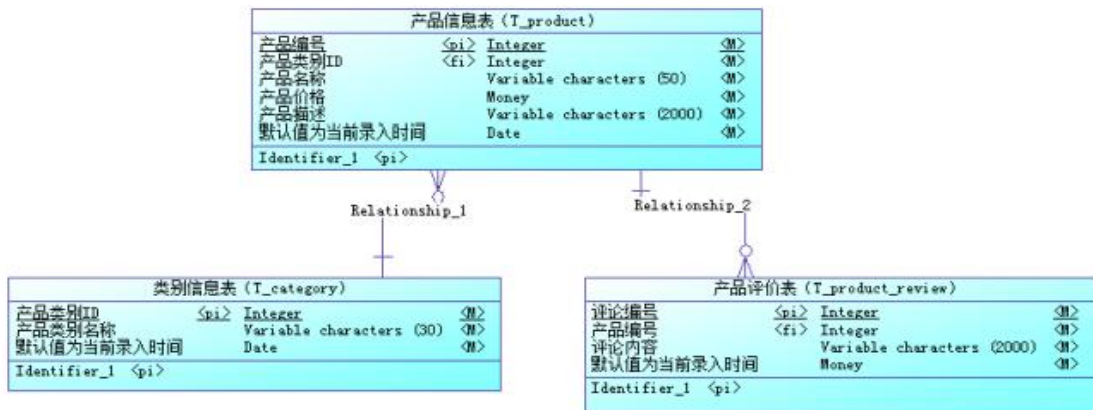 产品信息表 (T_product)
产品编号 <pi> Integer <M>
产品类别ID <fi> Integer <M>
产品名称 Variable characters (50) <M>
产品价格 Money <M>
产品描述 Variable characters (2000) <M>
默认值为当前录入时间 Date <M>
Identifier_1 <pi>
Relationship_1
Relationship_2
类别信息表 (T_category)
产品类别ID <pi> Integer <M>
产品类别名称 Variable characters (30) <M>
默认值为当前录入时间 Date <M>
Identifier_1 <pi>
产品评价表 (T_product_review)
评论编号 <pi> Integer <M>
产品编号 <fi> Integer <M>
评论内容 Variable characters (2000) <M>
默认值为当前录入时间 Money <M>
Identifier_1 <pi>